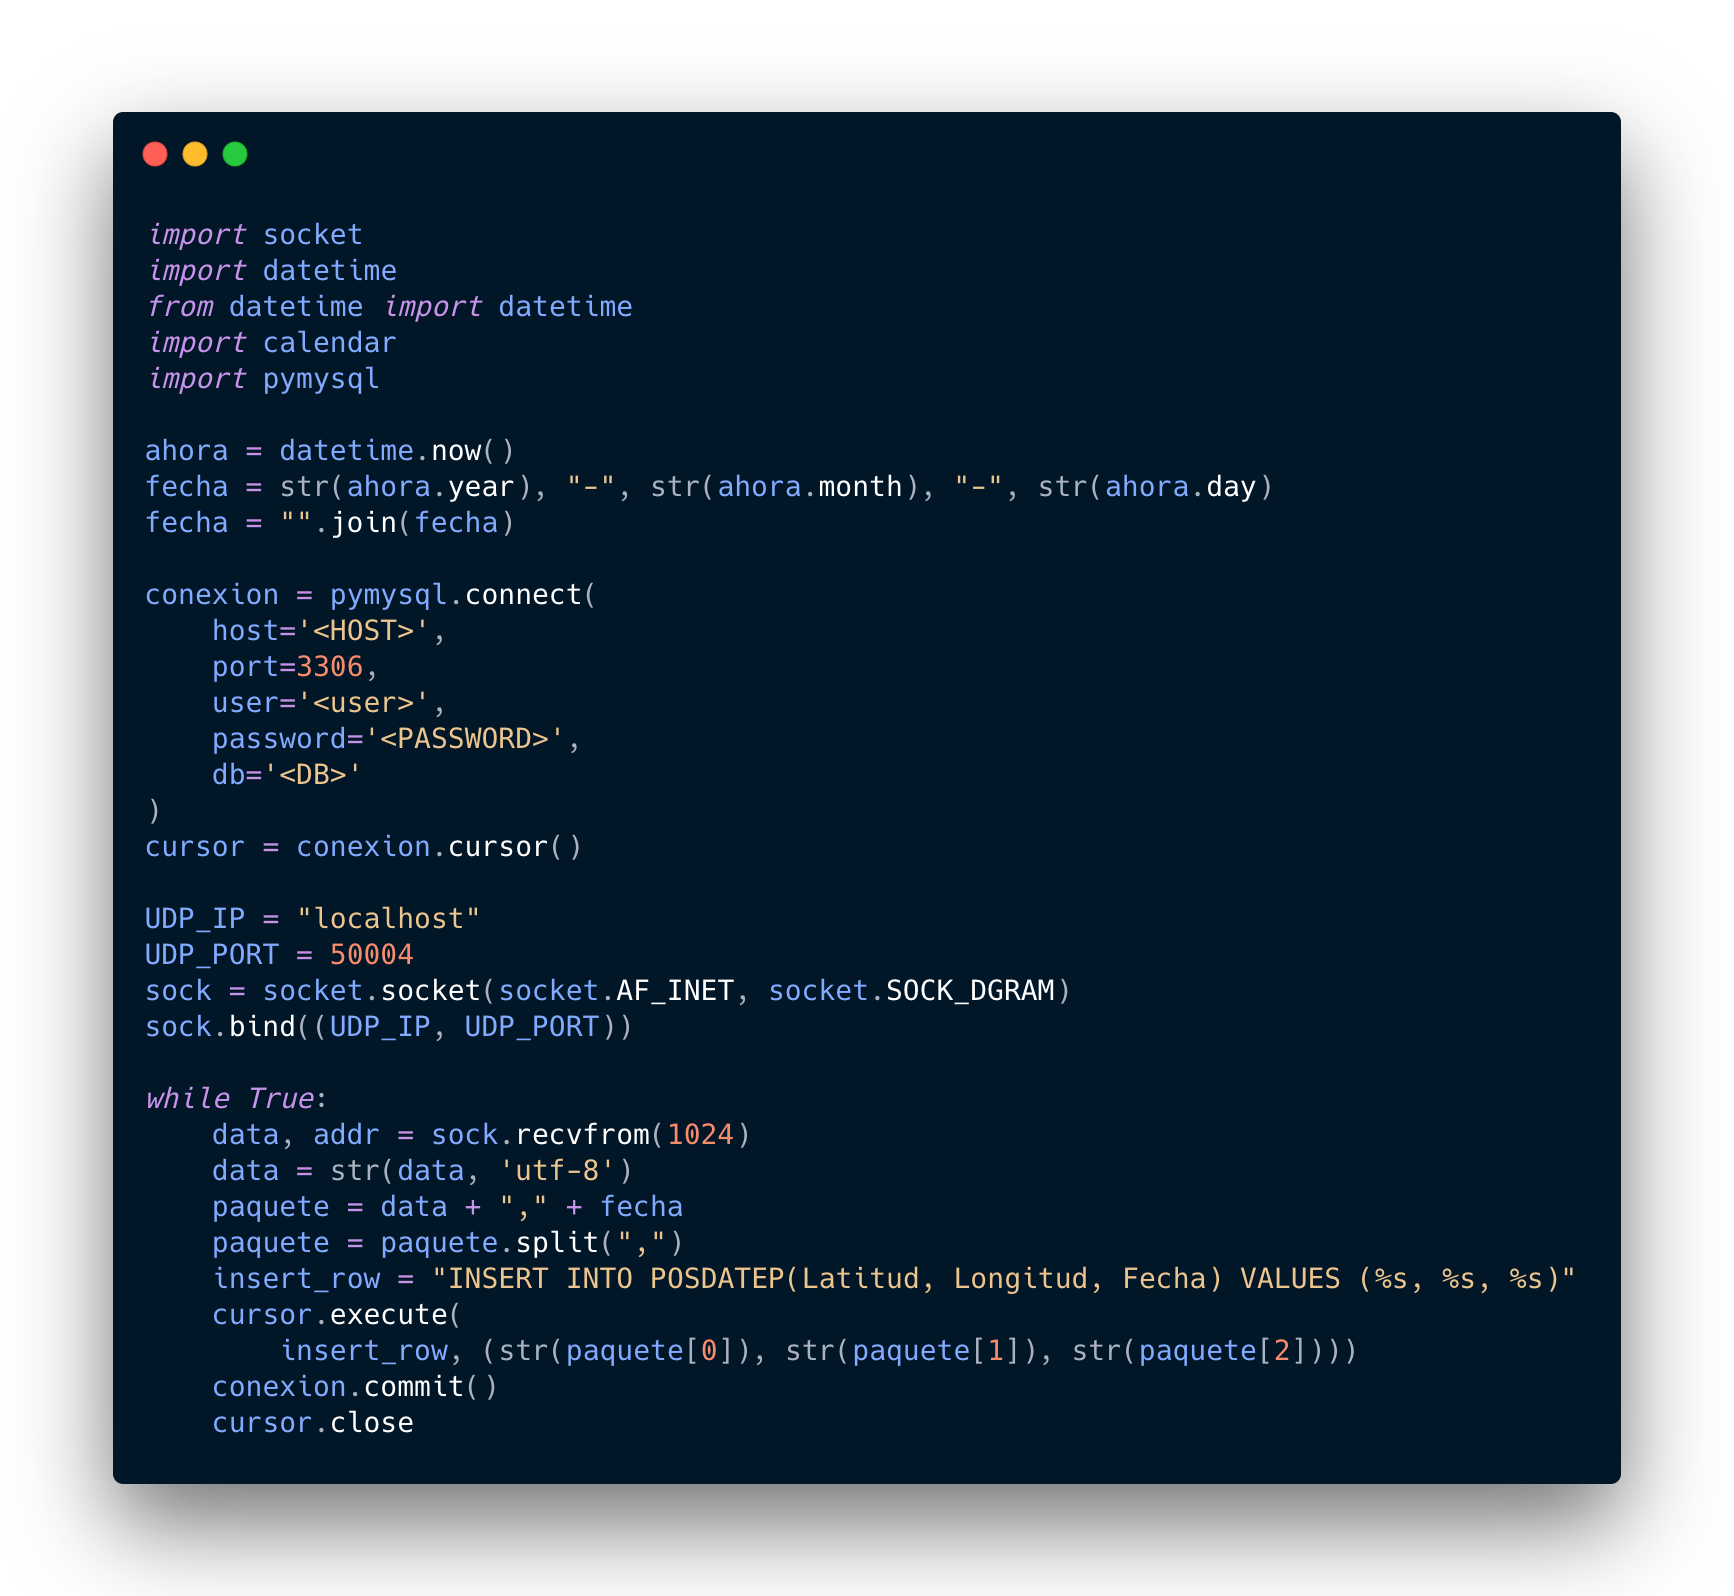 import socket
import datetime
from datetime import datetime
import calendar
import pymysql

ahora = datetime.now()
fecha = str(ahora.year), "-", str(ahora.month), "-", str(ahora.day)
fecha = "".join(fecha)

conexion = pymysql.connect(
    host='<HOST>',
    port=3306,
    user='<user>',
    password='<PASSWORD>',
    db='<DB>'
)
cursor = conexion.cursor()

UDP_IP = "localhost"
UDP_PORT = 50004
sock = socket.socket(socket.AF_INET, socket.SOCK_DGRAM)
sock.bind((UDP_IP, UDP_PORT))

while True:
    data, addr = sock.recvfrom(1024)
    data = str(data, 'utf-8')
    paquete = data + "," + fecha
    paquete = paquete.split(",")
    insert_row = "INSERT INTO POSDATEP(Latitud, Longitud, Fecha) VALUES (%s, %s, %s)"
    cursor.execute(
        insert_row, (str(paquete[0]), str(paquete[1]), str(paquete[2])))
    conexion.commit()
    cursor.close